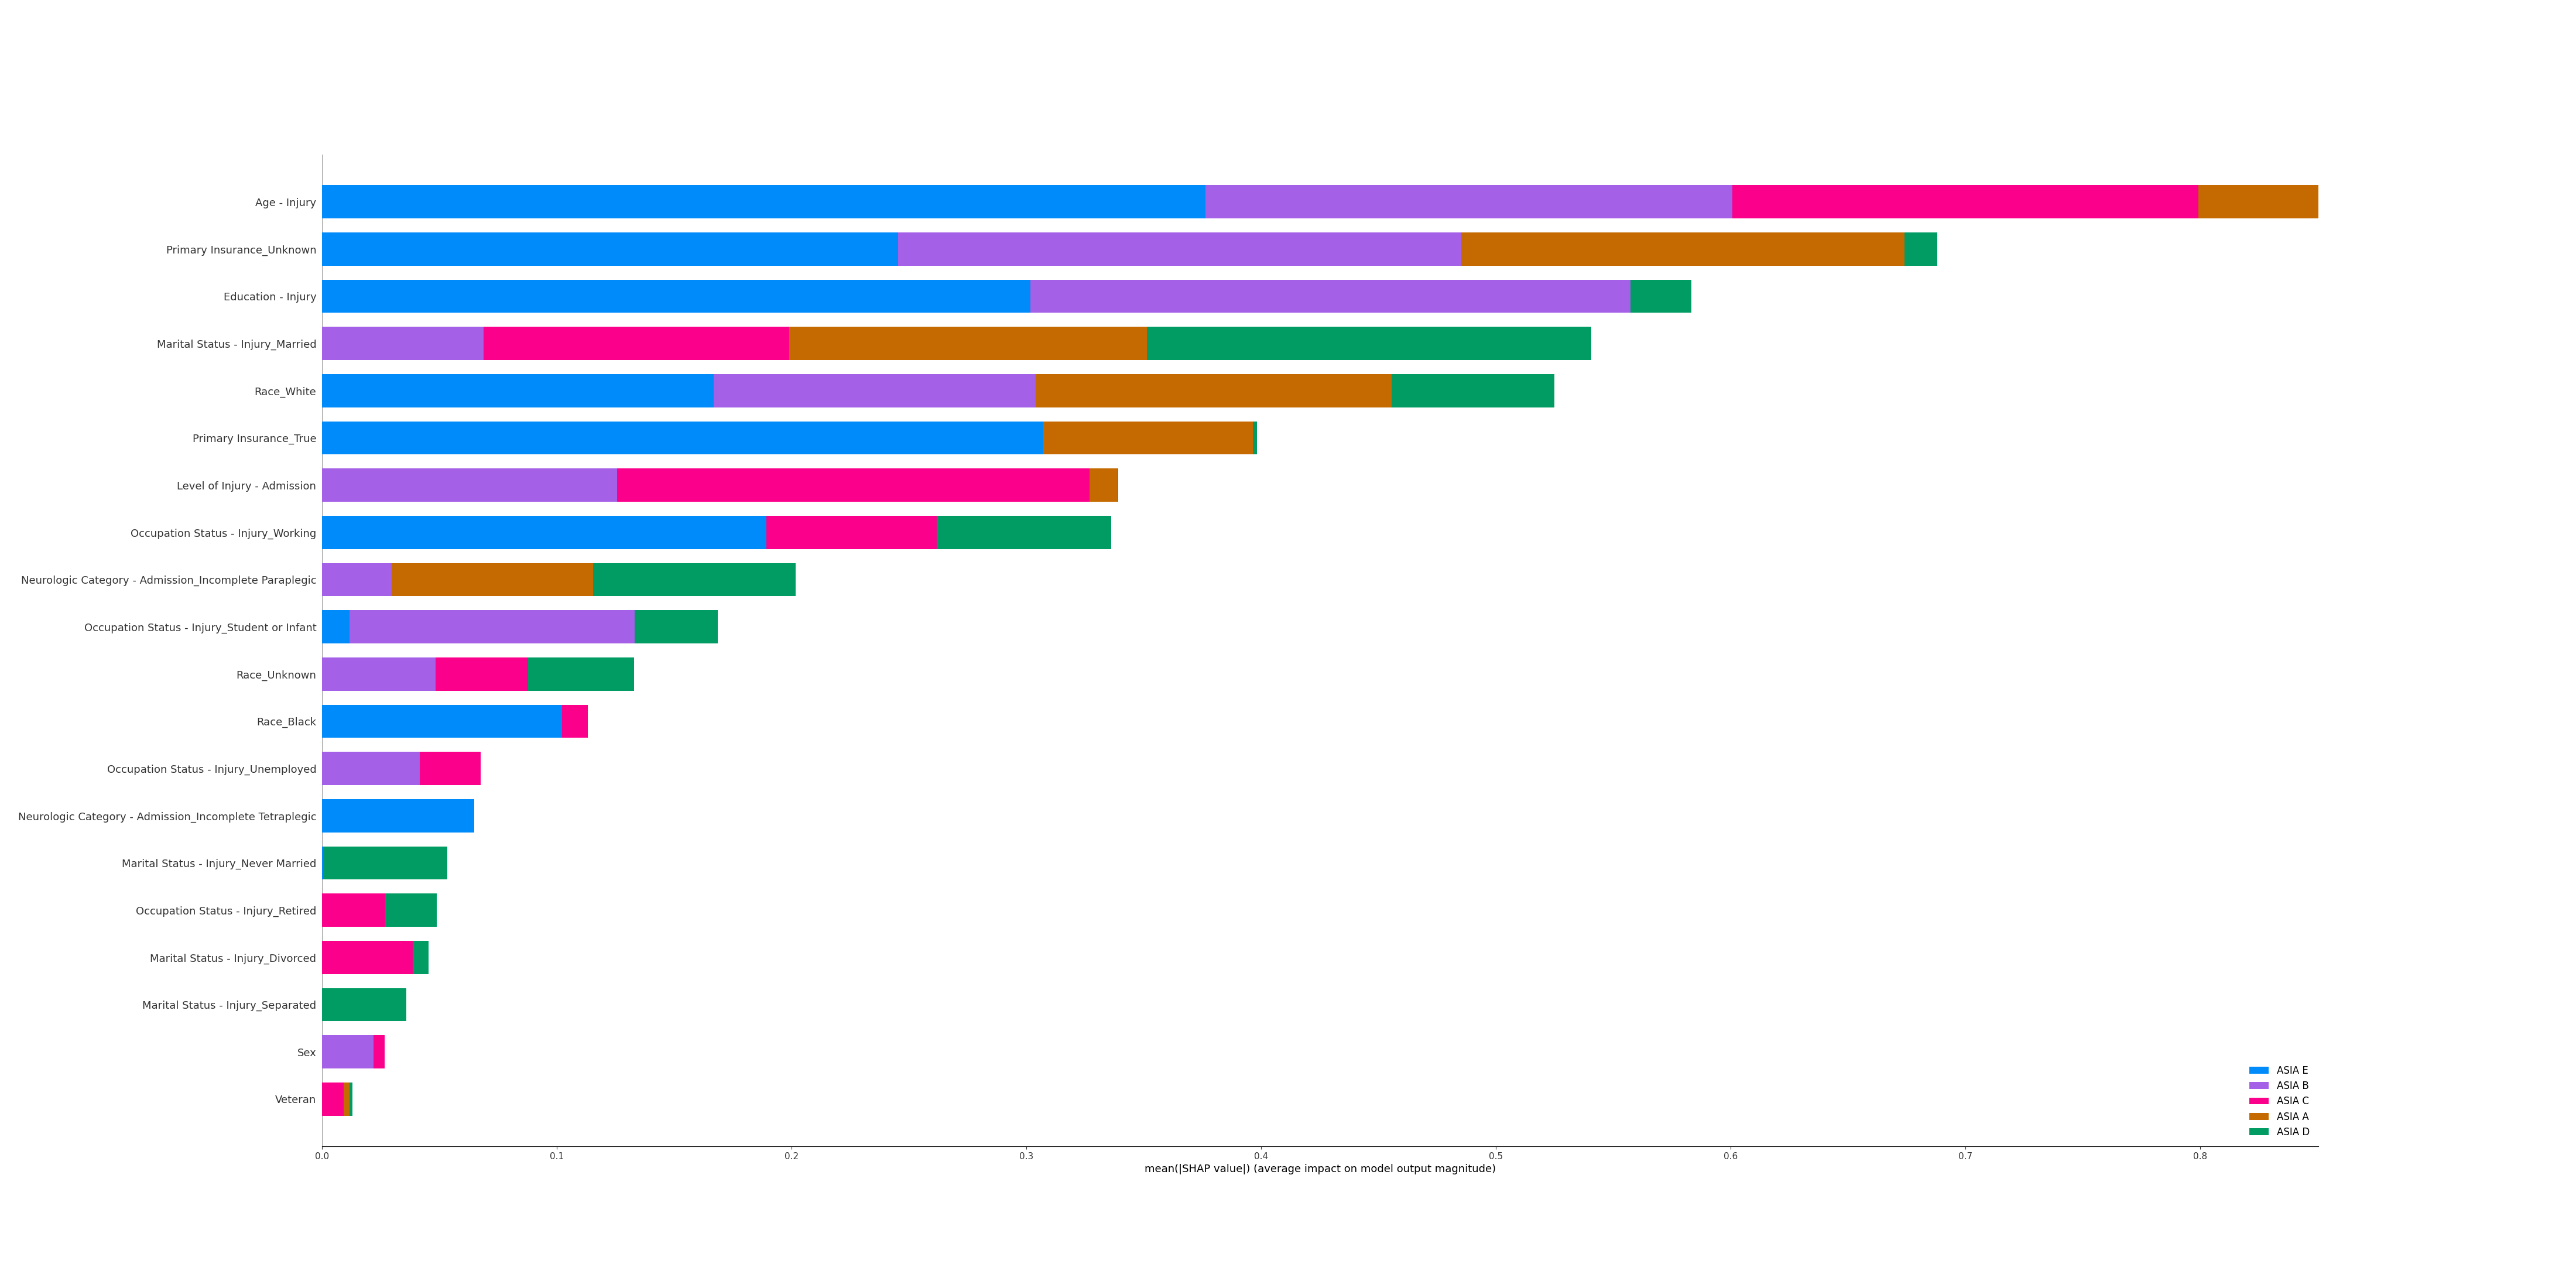 Age - Injury
Primary Insurance_Unknown
Education - Injury
Marital Status - Injury_Married
Race_White
Primary Insurance_True
Level of Injury - Admission
Occupation Status - Injury_Working
Neurologic Category - Admission_Incomplete Paraplegic
Occupation Status - Injury_Student or Infant
Race_Unknown
Race_Black
Occupation Status - Injury_Unemployed
Neurologic Category - Admission_Incomplete Tetraplegic
Marital Status - Injury_Never Married
Occupation Status - Injury_Retired
Marital Status - Injury_Divorced
Marital Status - Injury_Separated
Sex
Veteran
ASIA E
ASIA B
ASIA C
ASIA A
ASIA D
0.0 0.1 0.2 0.3 0.4 0.5 0.6 0.7 0.8
mean(|SHAP value|) (average impact on model output magnitude)